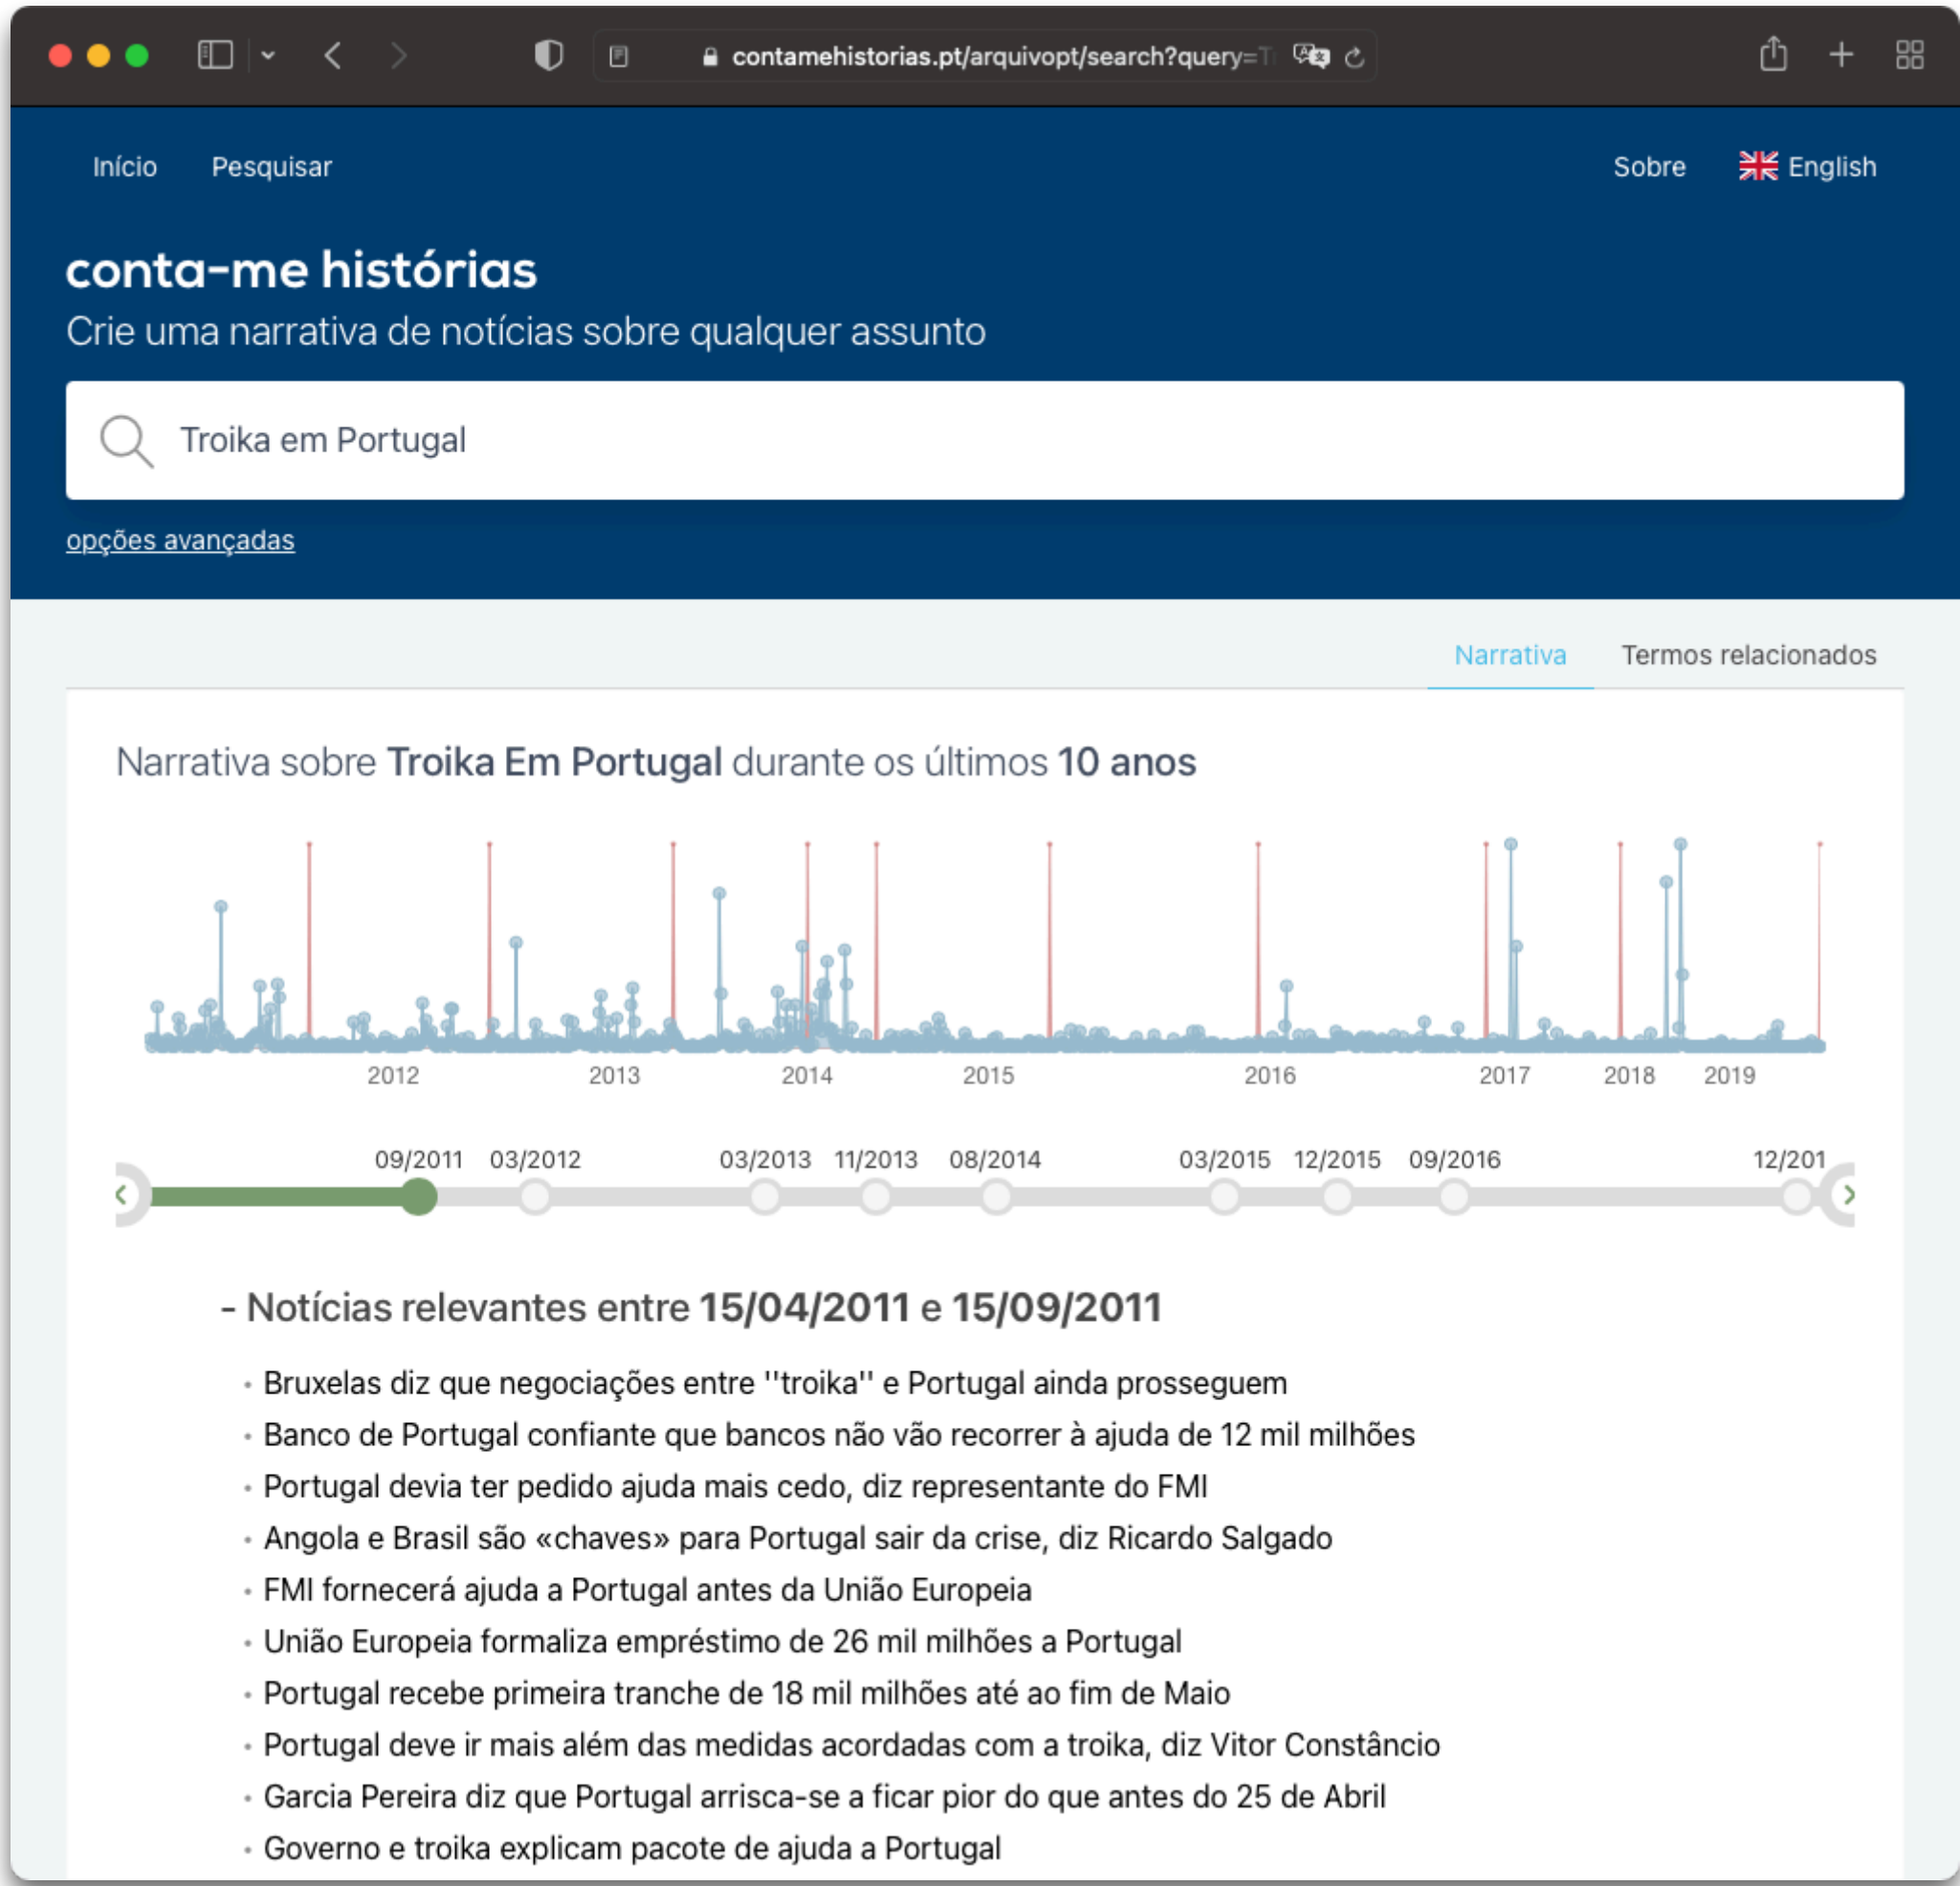 contamehistorias.pt/arquivopt/search?query=T
Início Pesquisar Sobre English
conta-me histórias
Crie uma narrativa de notícias sobre qualquer assunto
Troika em Portugal
opções avançadas
Narrativa Termos relacionados
Narrativa sobre Troika Em Portugal durante os últimos 10 anos
2012 2013 2014 2015 2016 2017 2018 2019
09/2011 03/2012 03/2013 11/2013 08/2014 03/2015 12/2015 09/2016 12/201
- Notícias relevantes entre 15/04/2011 e 15/09/2011
• Bruxelas diz que negociações entre ''troika'' e Portugal ainda prosseguem
• Banco de Portugal confiante que bancos não vão recorrer à ajuda de 12 mil milhões
• Portugal devia ter pedido ajuda mais cedo, diz representante do FMI
• Angola e Brasil são «chaves» para Portugal sair da crise, diz Ricardo Salgado
• FMI fornecerá ajuda a Portugal antes da União Europeia
• União Europeia formaliza empréstimo de 26 mil milhões a Portugal
• Portugal recebe primeira tranche de 18 mil milhões até ao fim de Maio
• Portugal deve ir mais além das medidas acordadas com a troika, diz Vitor Constâncio
• Garcia Pereira diz que Portugal arrisca-se a ficar pior do que antes do 25 de Abril
• Governo e troika explicam pacote de ajuda a Portugal